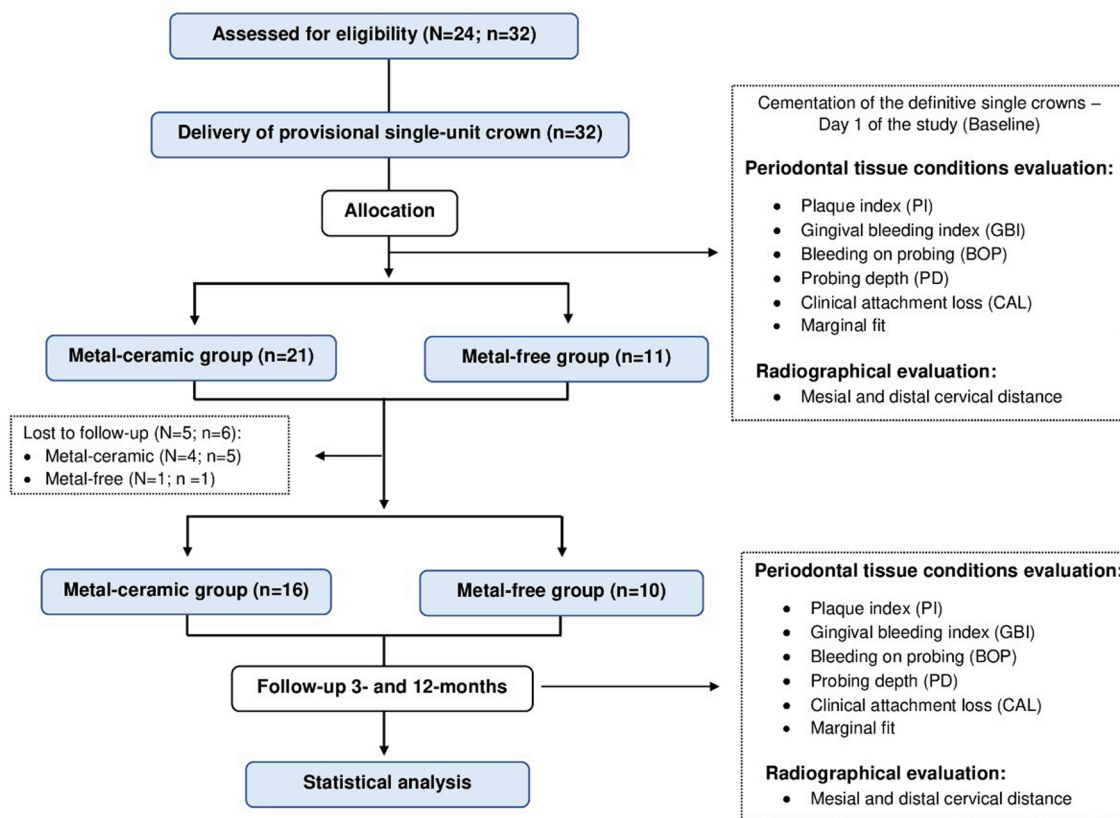 Assessed for eligibility (N=24; n=32)
Delivery of provisional single-unit crown (n=32)
Allocation
Cementation of the definitive single crowns –
Day 1 of the study (Baseline)
Periodontal tissue conditions evaluation:
• Plaque index (PI)
• Gingival bleeding index (GBI)
• Bleeding on probing (BOP)
• Probing depth (PD)
• Clinical attachment loss (CAL)
• Marginal fit
Radiographical evaluation:
• Mesial and distal cervical distance
Metal-ceramic group (n=21)
Metal-free group (n=11)
Lost to follow-up (N=5; n=6):
• Metal-ceramic (N=4; n=5)
• Metal-free (N=1; n =1)
Metal-ceramic group (n=16)
Metal-free group (n=10)
Follow-up 3- and 12-months
Periodontal tissue conditions evaluation:
• Plaque index (PI)
• Gingival bleeding index (GBI)
• Bleeding on probing (BOP)
• Probing depth (PD)
• Clinical attachment loss (CAL)
• Marginal fit
Radiographical evaluation:
• Mesial and distal cervical distance
Statistical analysis